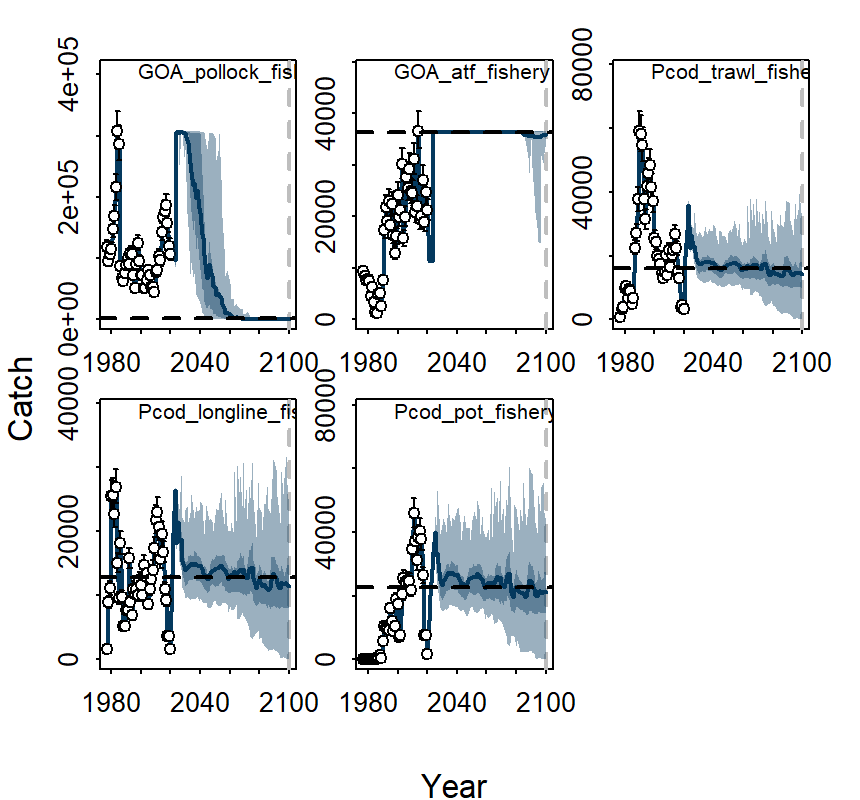 GOA_pollock_fis
GOA_atf_fishery
Pcod_trawl_fishe
0e+00 2e+05 4e+05
0 20000 40000
0 40000 80000
1980 2040 2100
1980 2040 2100
1980 2040 2100
Pcod_longline_fis
Pcod_pot_fishery
0 20000 40000
0 40000 80000
1980 2040 2100
1980 2040 2100
Catch
Year